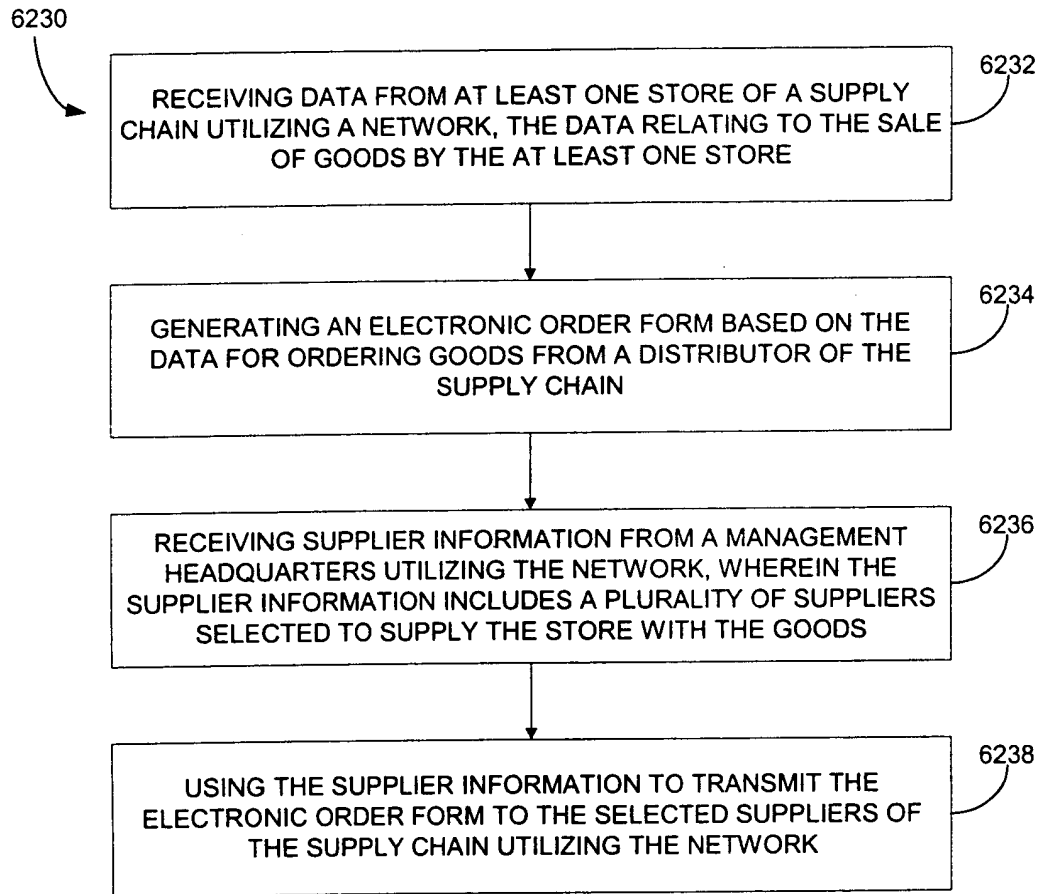 6230
6232
RECEIVING DATA FROM AT LEAST ONE STORE OF A SUPPLY
CHAIN UTILIZING A NETWORK, THE DATA RELATING TO THE SALE
OF GOODS BY THE AT LEAST ONE STORE
6234
GENERATING AN ELECTRONIC ORDER FORM BASED ON THE
DATA FOR ORDERING GOODS FROM A DISTRIBUTOR OF THE
SUPPLY CHAIN
6236
RECEIVING SUPPLIER INFORMATION FROM A MANAGEMENT
HEADQUARTERS UTILIZING THE NETWORK, WHEREIN THE
SUPPLIER INFORMATION INCLUDES A PLURALITY OF SUPPLIERS
SELECTED TO SUPPLY THE STORE WITH THE GOODS
6238
USING THE SUPPLIER INFORMATION TO TRANSMIT THE
ELECTRONIC ORDER FORM TO THE SELECTED SUPPLIERS OF
THE SUPPLY CHAIN UTILIZING THE NETWORK